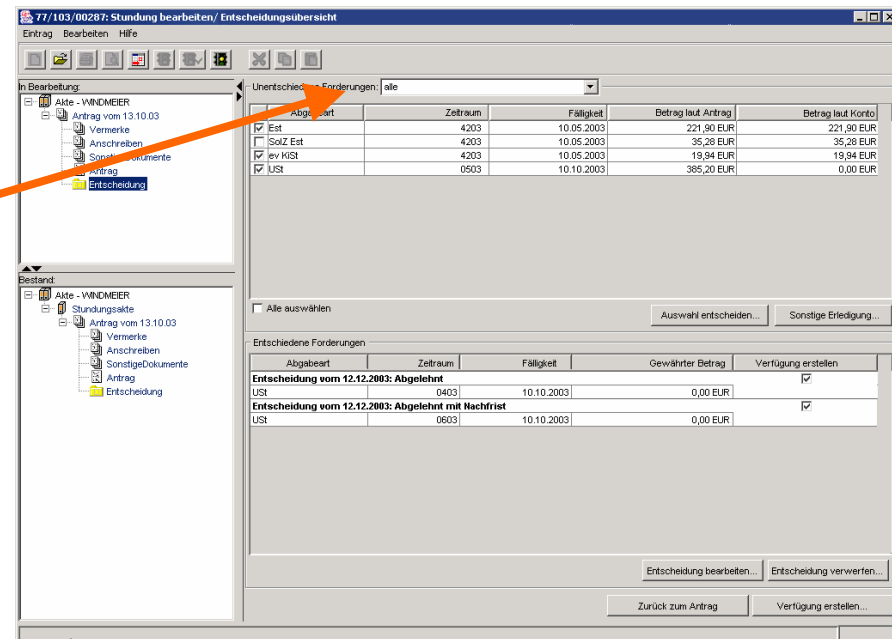 77/103/00287: Stundung bearbeiten/ Entscheidungsübersicht
Eintrag Bearbeiten Hilfe
In Bearbeitung:
Akte - WINDMEIER
Antrag vom 13.10.03
Vermerke
Anschreiben
SonstigeDokumente
Antrag
Entscheidung
Bestand:
Akte - WINDMEIER
Stundungsakte
Antrag vom 13.10.03
Vermerke
Anschreiben
SonstigeDokumente
Antrag
Entscheidung
Unentschiedene Forderungen: alle
Abgabeart Zeitraum Fälligkeit Betrag laut Antrag Betrag laut Konto
Est 4203 10.05.2003 221,90 EUR 221,90 EUR
SolZ Est 4203 10.05.2003 35,28 EUR 35,28 EUR
ev KiSt 4203 10.05.2003 19,94 EUR 19,94 EUR
USt 0503 10.10.2003 385,20 EUR 0,00 EUR
Alle auswählen
Auswahl entscheiden... Sonstige Erledigung...
Entschiedene Forderungen
Abgabeart Zeitraum Fälligkeit Gewährter Betrag Verfügung erstellen
Entscheidung vom 12.12.2003: Abgelehnt
USt 0403 10.10.2003 0,00 EUR
Entscheidung vom 12.12.2003: Abgelehnt mit Nachfrist
USt 0603 10.10.2003 0,00 EUR
Entscheidung bearbeiten... Entscheidung verwerfen...
Zurück zum Antrag Verfügung erstellen...